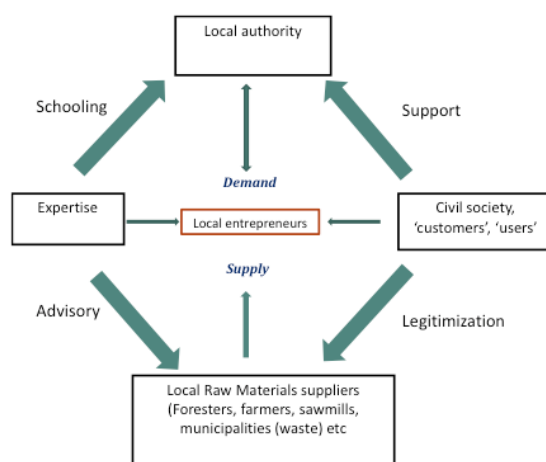 Local authority
Schooling
Support
Demand
Expertise
Local entrepreneurs
Civil society,
‘customers’, ‘users’
Supply
Advisory
Legitimization
Local Raw Materials suppliers
(Foresters, farmers, sawmills,
municipalities (waste) etc